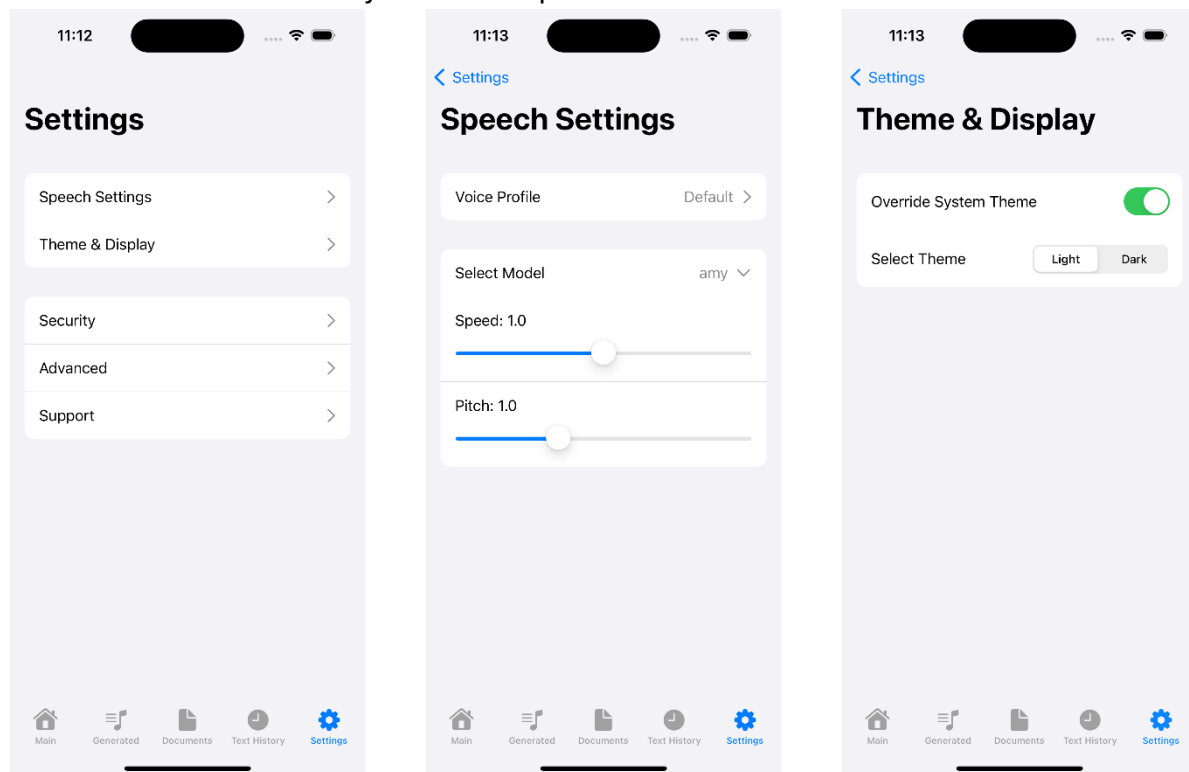 11:12
Settings
Speech Settings
Theme & Display
Security
Advanced
Support
Main Generated Documents Text History Settings
11:13
Settings
Speech Settings
Voice Profile Default
Select Model amy
Speed: 1.0
Pitch: 1.0
Main Generated Documents Text History Settings
11:13
Settings
Theme & Display
Override System Theme
Select Theme Light Dark
Main Generated Documents Text History Settings